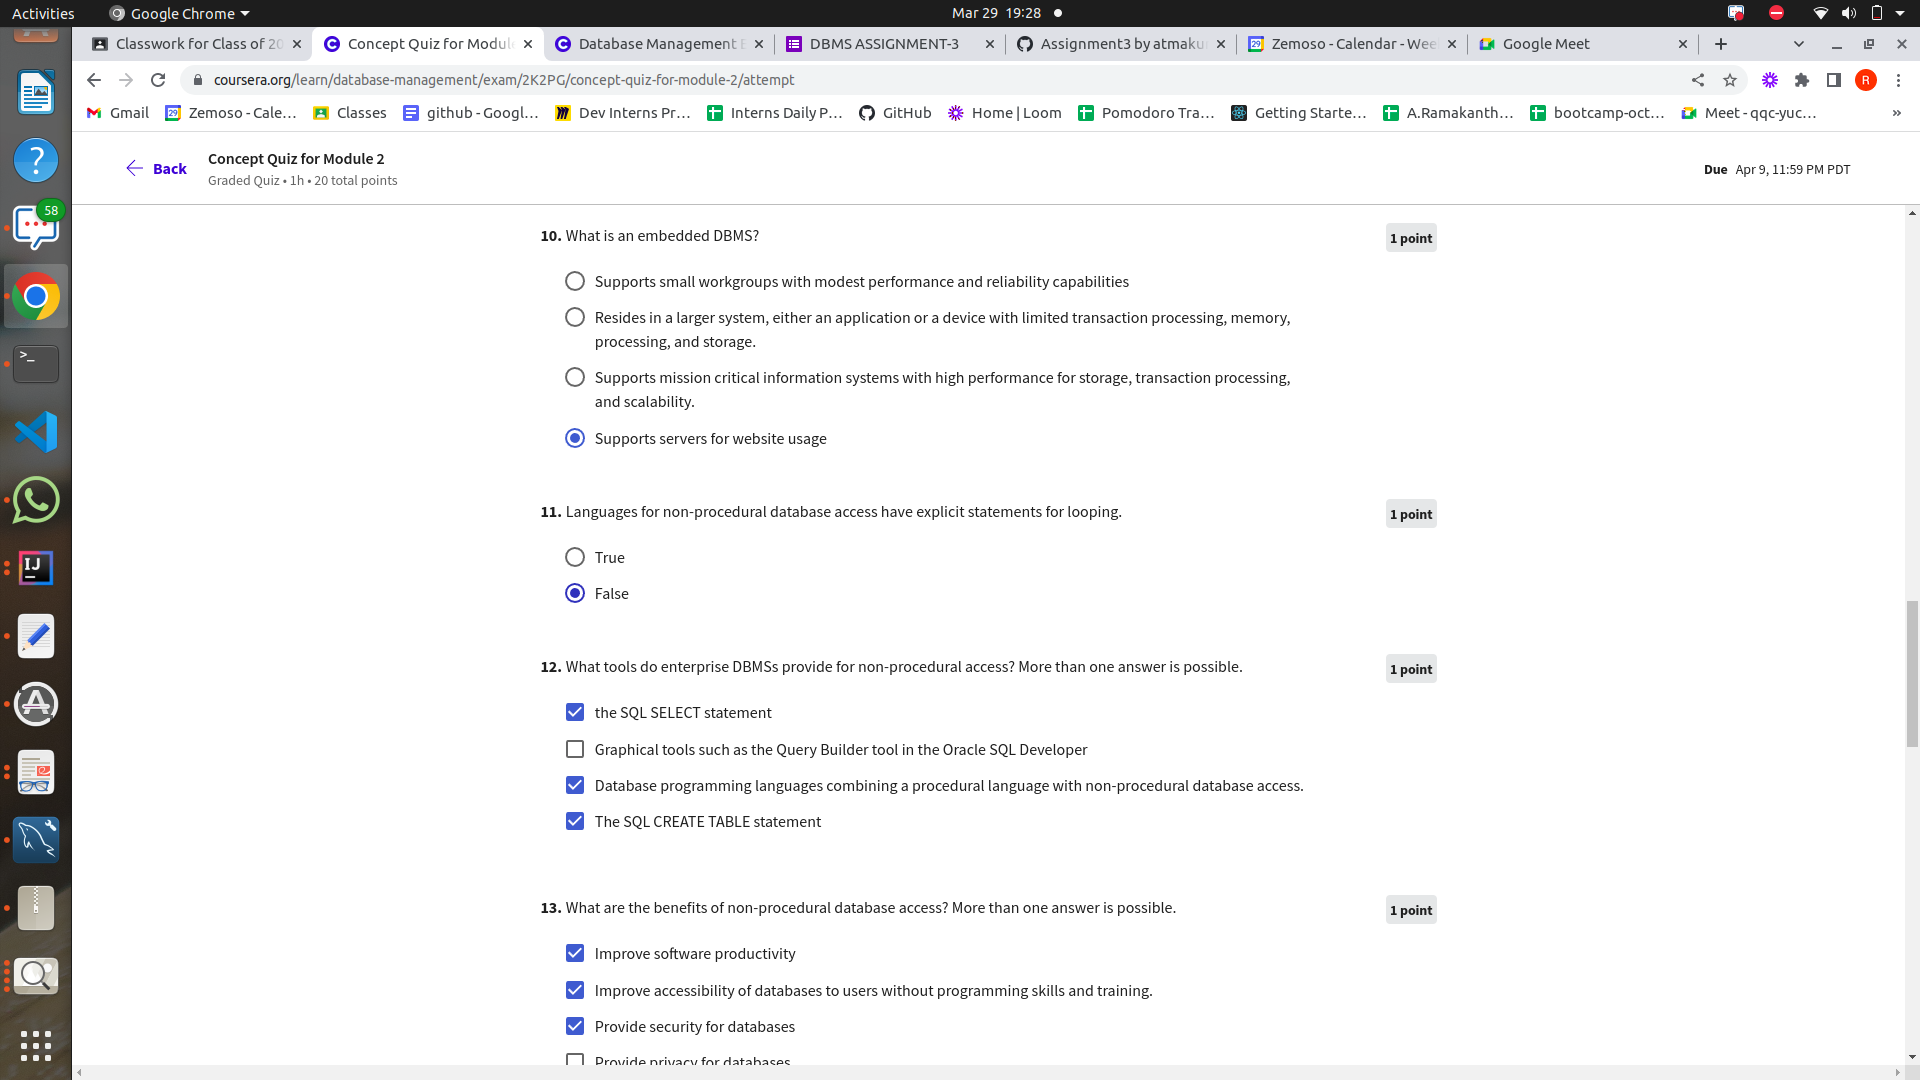 Activities
Google Chrome
Mar 29 19:28
Classwork for Class of 20
Concept Quiz for Modul
Database Management E
DBMS ASSIGNMENT-3
Assignment3 by atmaku
Zemoso - Calendar - Wee
Google Meet
coursera.org/learn/database-management/exam/2K2PG/concept-quiz-for-module-2/attempt
R
Gmail
Zemoso - Cale...
Classes
github - Googl...
Dev Interns Pr...
Interns Daily P...
GitHub
Home | Loom
Pomodoro Tra...
Getting Starte...
A.Ramakanth...
bootcamp-oct...
Meet - qqc-yuc...
»
Back
Concept Quiz for Module 2
Graded Quiz • 1h • 20 total points
Due Apr 9, 11:59 PM PDT
58
10. What is an embedded DBMS?
1 point
Supports small workgroups with modest performance and reliability capabilities
Resides in a larger system, either an application or a device with limited transaction processing, memory,
processing, and storage.
Supports mission critical information systems with high performance for storage, transaction processing,
and scalability.
Supports servers for website usage
11. Languages for non-procedural database access have explicit statements for looping.
1 point
True
False
12. What tools do enterprise DBMSs provide for non-procedural access? More than one answer is possible.
1 point
the SQL SELECT statement
Graphical tools such as the Query Builder tool in the Oracle SQL Developer
Database programming languages combining a procedural language with non-procedural database access.
The SQL CREATE TABLE statement
13. What are the benefits of non-procedural database access? More than one answer is possible.
1 point
Improve software productivity
Improve accessibility of databases to users without programming skills and training.
Provide security for databases
Provide privacy for databases